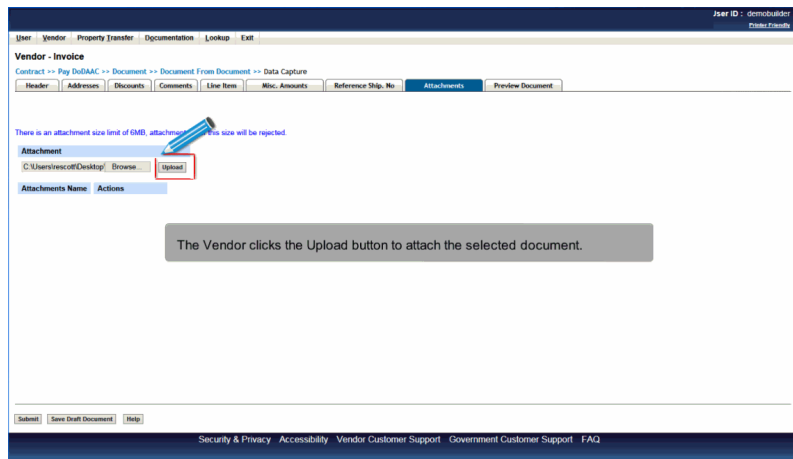 Jser ID : demobuilder
Printer Friendly
User Vendor Property Transfer Documentation Lookup Exit
Vendor - Invoice
Contract >> Pay DoDAAC >> Document >> Document From Document >> Data Capture
Header Addresses Discounts Comments Line Item Misc. Amounts Reference Ship. No Attachments Preview Document
There is an attachment size limit of 6MB, attachment this size will be rejected.
Attachment
C:\Users\rescott\Desktop\ Browse... Upload
Attachments Name Actions
The Vendor clicks the Upload button to attach the selected document.
Submit Save Draft Document Help
Security & Privacy Accessibility Vendor Customer Support Government Customer Support FAQ